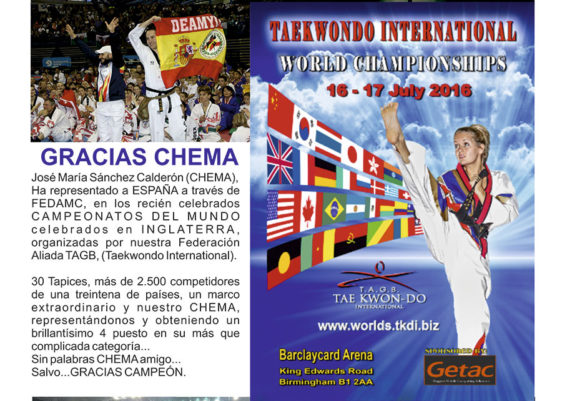 DEAMYC
GRACIAS CHEMA
José María Sánchez Calderón (CHEMA),
Ha representado a ESPAÑA a través de
FEDAMC, en los recién celebrados
CAMPEONATOS DEL MUNDO
celebrados en INGLATERRA,
organizadas por nuestra Federación
Aliada TAGB, (Taekwondo International).
30 Tapices, más de 2.500 competidores
de una treintena de países, un marco
extraordinario y nuestro CHEMA,
representándonos y obteniendo un
brillantísimo 4 puesto en su más que
complicada categoría...
Sin palabras CHEMA amigo...
Salvo...GRACIAS CAMPEÓN.
TAEKWONDO INTERNATIONAL
WORLD CHAMPIONSHIPS
16 - 17 July 2016
T.A.G.B.
TAE KWON-DO
INTERNATIONAL
www.worlds.tkdi.biz
Barclaycard Arena
King Edwards Road
Birmingham B1 2AA
SPONSORED BY
Getac